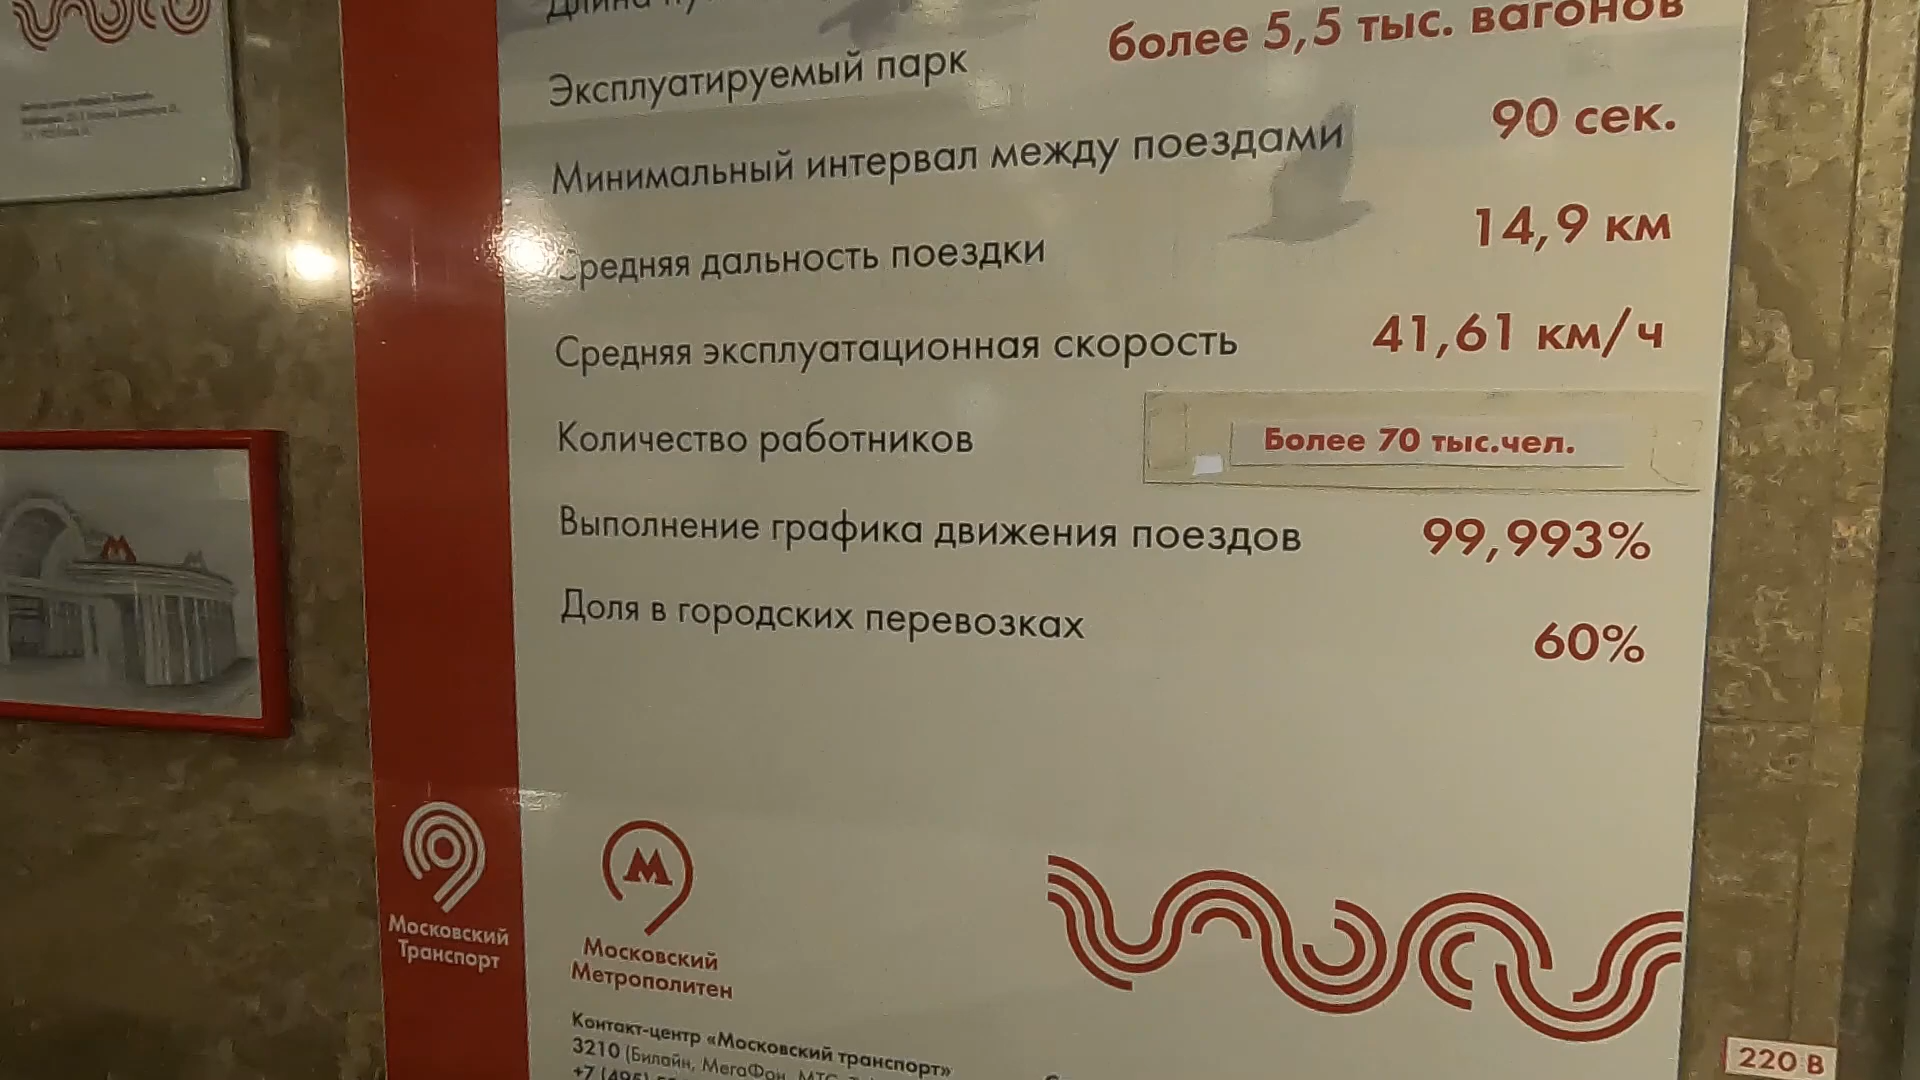 Длина
более 5,5 тыс. вагонов
Эксплуатируемый парк
90 сек.
Минимальный интервал между поездами
14,9 км
Средняя дальность поездки
Средняя эксплуатационная скорость 41,61 км/ч
Количество работников Более 70 тыс.чел.
Выполнение графика движения поездов 99,993%
Доля в городских перевозках 60%
Московский
Транспорт
М
Московский
Метрополитен
Контакт-центр «Московский транспорт»
3210 (Билайн, МегаФон, МТС,
+7 (495)
220 В